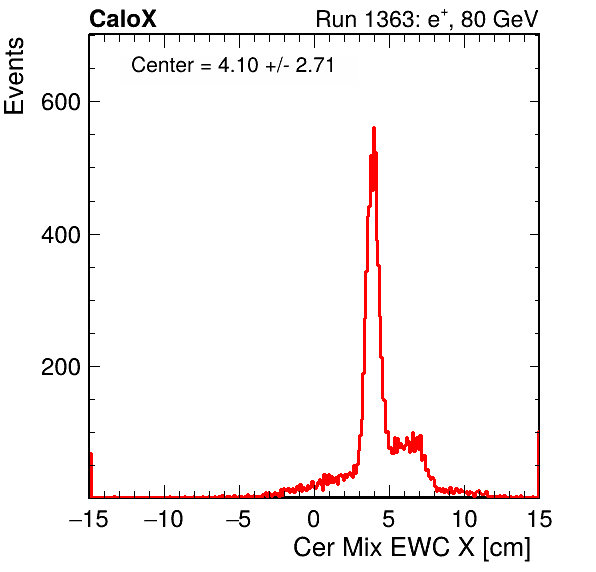 CaloX Run 1363: e⁺, 80 GeV
Center = 4.10 +/- 2.71
Events
600
400
200
−15 −10 −5 0 5 10 15
Cer Mix EWC X [cm]